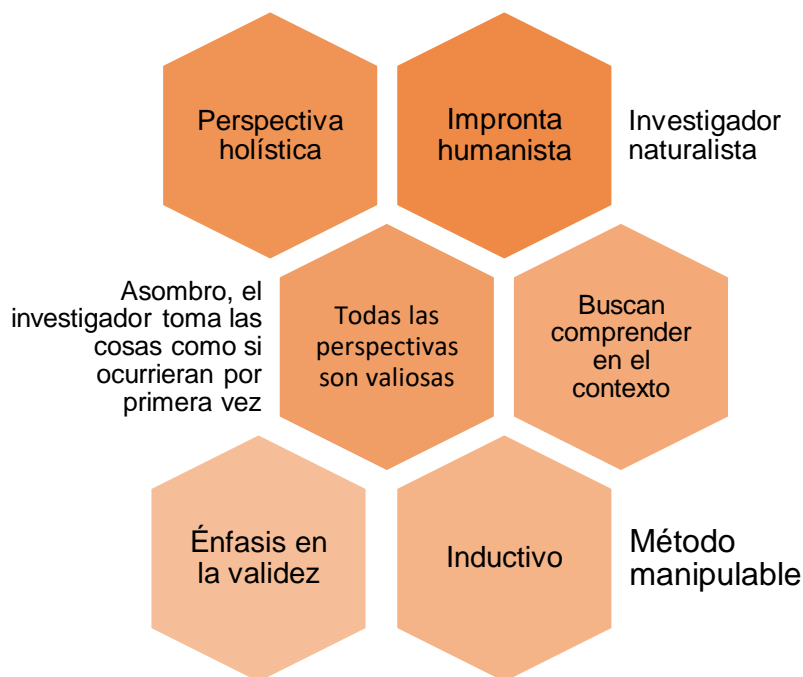 Perspectiva
holística
Impronta
humanista
Investigador
naturalista
Asombro, el
investigador toma las
cosas como si
ocurrieran por
primera vez
Todas las
perspectivas
son valiosas
Buscan
comprender
en el
contexto
Énfasis en
la validez
Inductivo
Método
manipulable